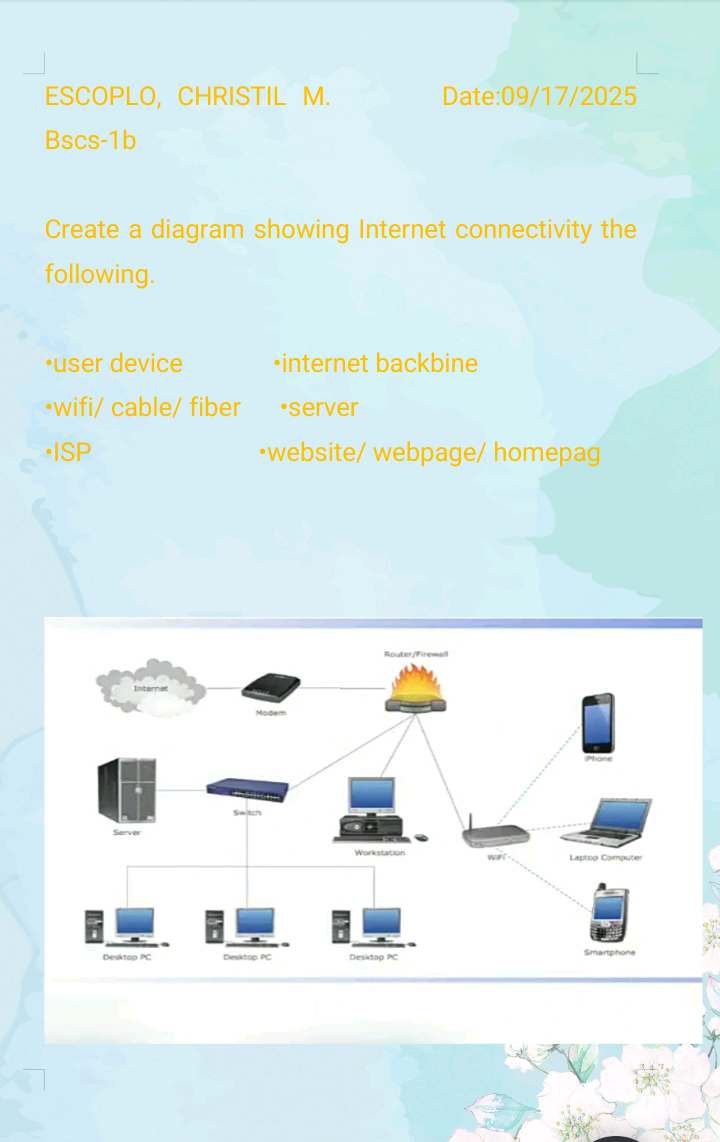 ESCOPLO, CHRISTIL M. Date:09/17/2025
Bscs-1b
Create a diagram showing Internet connectivity the
following.
•user device •internet backbine
•wifi/ cable/ fiber •server
•ISP •website/ webpage/ homepag
Router/Firewall
Internet
Modem
iPhone
Server
Switch
Workstation
WiFi
Laptop Computer
Desktop PC
Desktop PC
Desktop PC
Smartphone